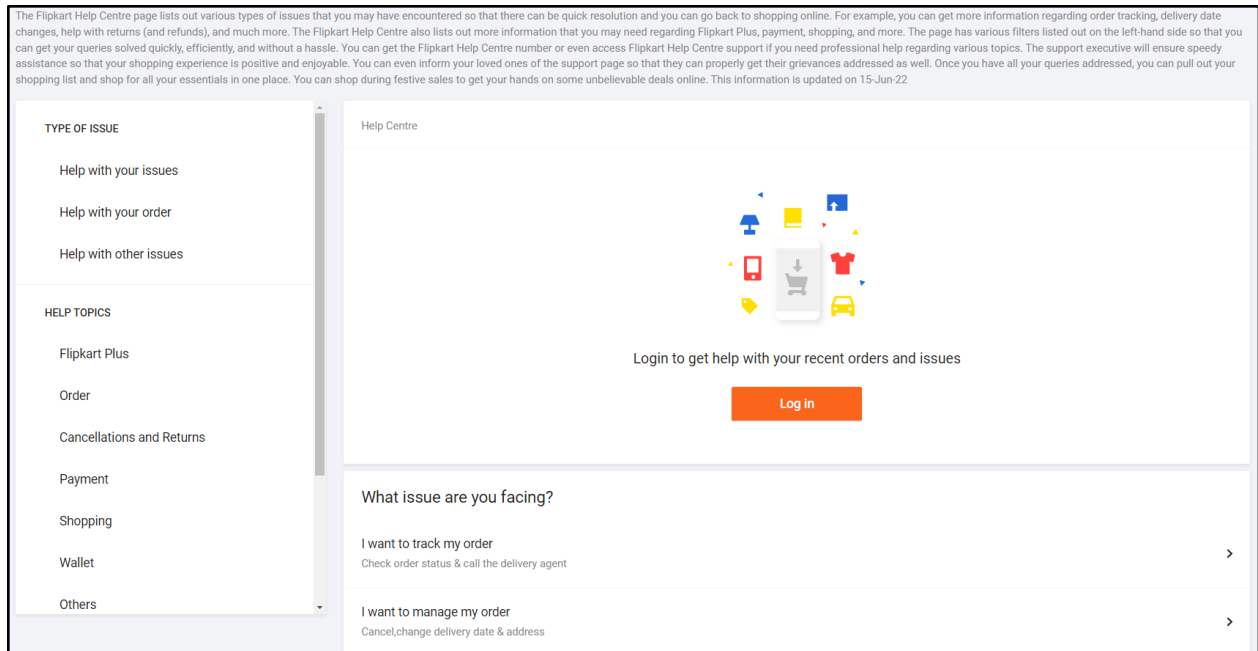 The Flipkart Help Centre page lists out various types of issues that you may have encountered so that there can be quick resolution and you can go back to shopping online. For example, you can get more information regarding order tracking, delivery date
changes, help with returns (and refunds), and much more. The Flipkart Help Centre also lists out more information that you may need regarding Flipkart Plus, payment, shopping, and more. The page has various filters listed out on the left-hand side so that you
can get your queries solved quickly, efficiently, and without a hassle. You can get the Flipkart Help Centre number or even access Flipkart Help Centre support if you need professional help regarding various topics. The support executive will ensure speedy
assistance so that your shopping experience is positive and enjoyable. You can even inform your loved ones of the support page so that they can properly get their grievances addressed as well. Once you have all your queries addressed, you can pull out your
shopping list and shop for all your essentials in one place. You can shop during festive sales to get your hands on some unbelievable deals online. This information is updated on 15-Jun-22
TYPE OF ISSUE
Help with your issues
Help with your order
Help with other issues
HELP TOPICS
Flipkart Plus
Order
Cancellations and Returns
Payment
Shopping
Wallet
Others
Help Centre
Login to get help with your recent orders and issues
Log in
What issue are you facing?
I want to track my order
Check order status & call the delivery agent
I want to manage my order
Cancel,change delivery date & address